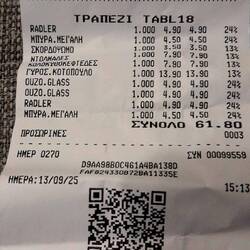 ΤΡΑΠΕΖΙ TABL18
RADLER 1.000 4.90 4.90 24%
ΜΠΥΡΑ.ΜΕΓΑΛΗ 1.000 4.50 4.50 24%
ΣΚΟΡΔΟΨΩΜΟ 1.000 3.50 3.50 13%
ΝΤΟΛΜΑΔΕΣ 1.000 7.90 7.90 13%
ΚΟΛΟΚΥΘΟΚΕΦΤΕΔΕΣ 1.000 7.90 7.90 13%
ΓΥΡΟΣ.ΚΟΤΟΠΟΥΛΟ 1.000 13.90 13.90 13%
OUZO.GLASS 1.000 4.90 4.90 24%
OUZO.GLASS 1.000 4.90 4.90 24%
RADLER 1.000 4.90 4.90 24%
ΜΠΥΡΑ.ΜΕΓΑΛΗ 1.000 4.50 4.50 24%
ΣΥΝΟΛΟ 61.80
ΠΡΟΣΩΡΙΝΕΣ 0003
ΗΜΕΡ 0270 ΣΥΝ 00099559
D9AA98B0C461A4BA138D
FAF024330872BA11335E
ΗΜΕΡΑ:13/09/25 15:13